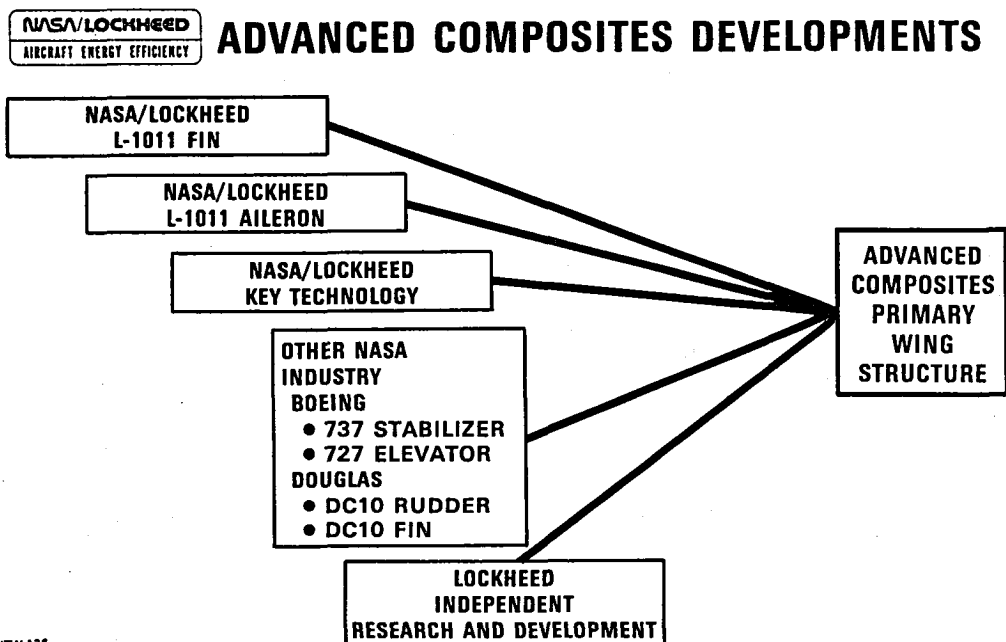 NASA/LOCKHEED
AIRCRAFT ENERGY EFFICIENCY
ADVANCED COMPOSITES DEVELOPMENTS
NASA/LOCKHEED
L-1011 FIN
NASA/LOCKHEED
L-1011 AILERON
NASA/LOCKHEED
KEY TECHNOLOGY
OTHER NASA
INDUSTRY
BOEING
● 737 STABILIZER
● 727 ELEVATOR
DOUGLAS
● DC10 RUDDER
● DC10 FIN
LOCKHEED
INDEPENDENT
RESEARCH AND DEVELOPMENT
ADVANCED
COMPOSITES
PRIMARY
WING
STRUCTURE